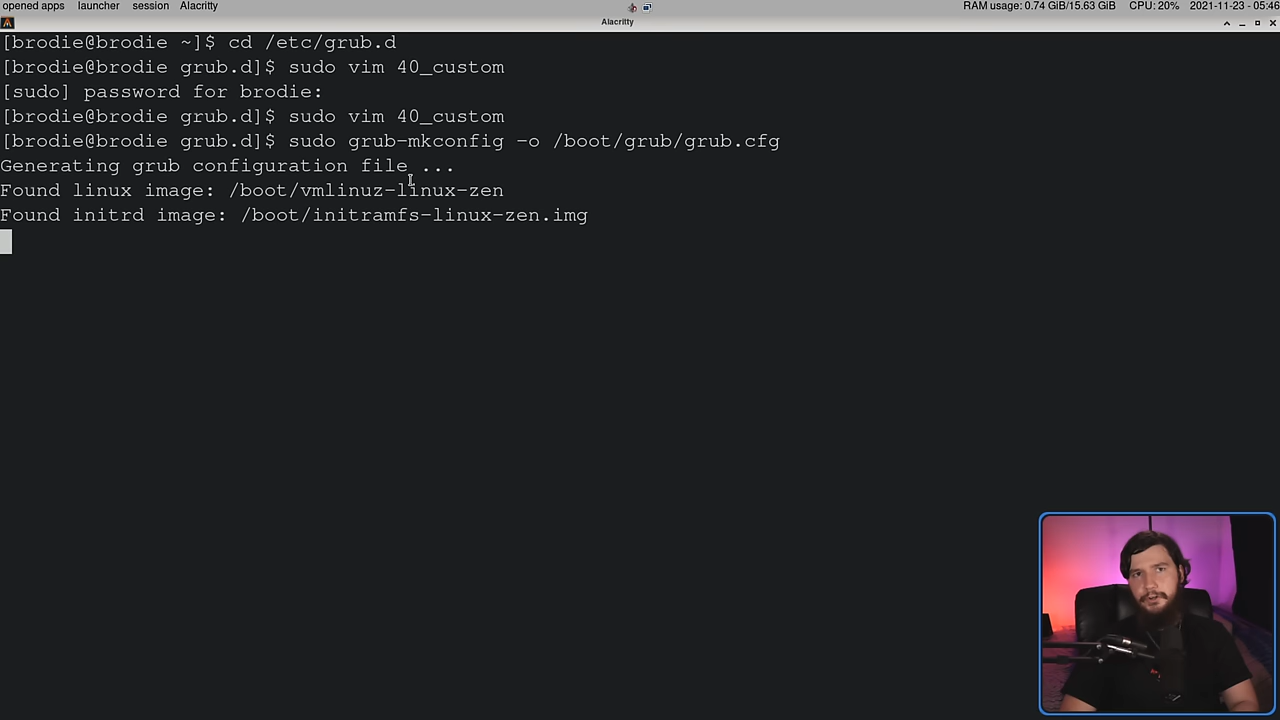 opened apps launcher session Alacritty RAM usage: 0.74 GiB/15.63 GiB CPU: 20% 2021-11-23 - 05:46
Alacritty
[brodie@brodie ~]$ cd /etc/grub.d
[brodie@brodie grub.d]$ sudo vim 40_custom
[sudo] password for brodie:
[brodie@brodie grub.d]$ sudo vim 40_custom
[brodie@brodie grub.d]$ sudo grub-mkconfig -o /boot/grub/grub.cfg
Generating grub configuration file ...
Found linux image: /boot/vmlinuz-linux-zen
Found initrd image: /boot/initramfs-linux-zen.img